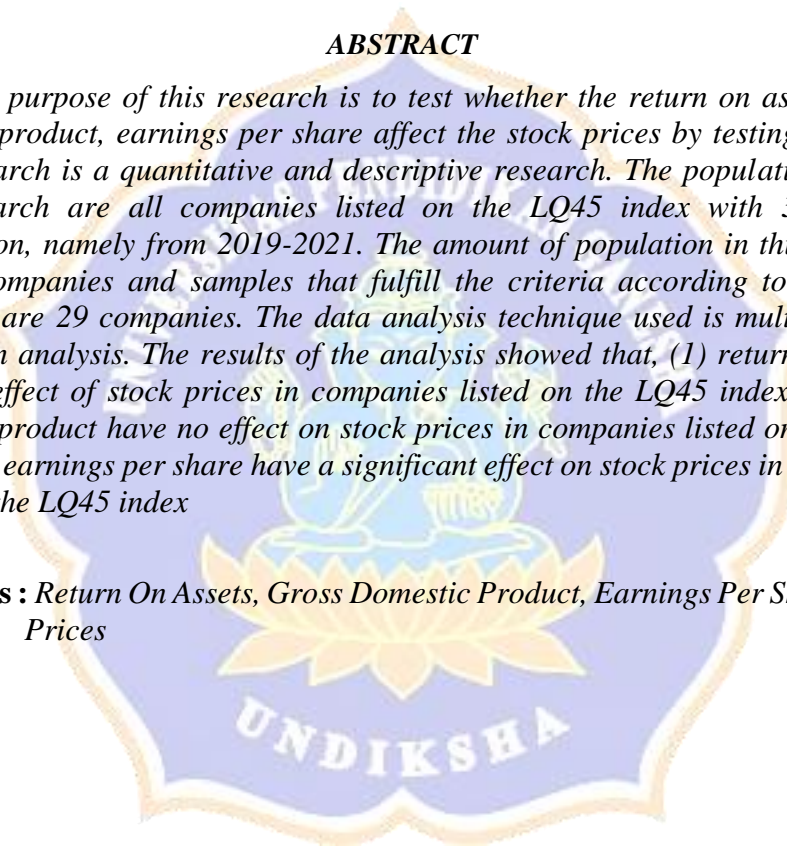 ABSTRACT
purpose of this research is to test whether the return on as
product, earnings per share affect the stock prices by testing
arch is a quantitative and descriptive research. The populati
arch are all companies listed on the LQ45 index with 3
on, namely from 2019-2021. The amount of population in thi
ompanies and samples that fulfill the criteria according to
are 29 companies. The data analysis technique used is mult
n analysis. The results of the analysis showed that, (1) return
ffect of stock prices in companies listed on the LQ45 index
product have no effect on stock prices in companies listed on
earnings per share have a significant effect on stock prices in
he LQ45 index
s : Return On Assets, Gross Domestic Product, Earnings Per S
Prices
UNIVERSITAS PENDIDIKAN GANESHA
UNDIKSHA